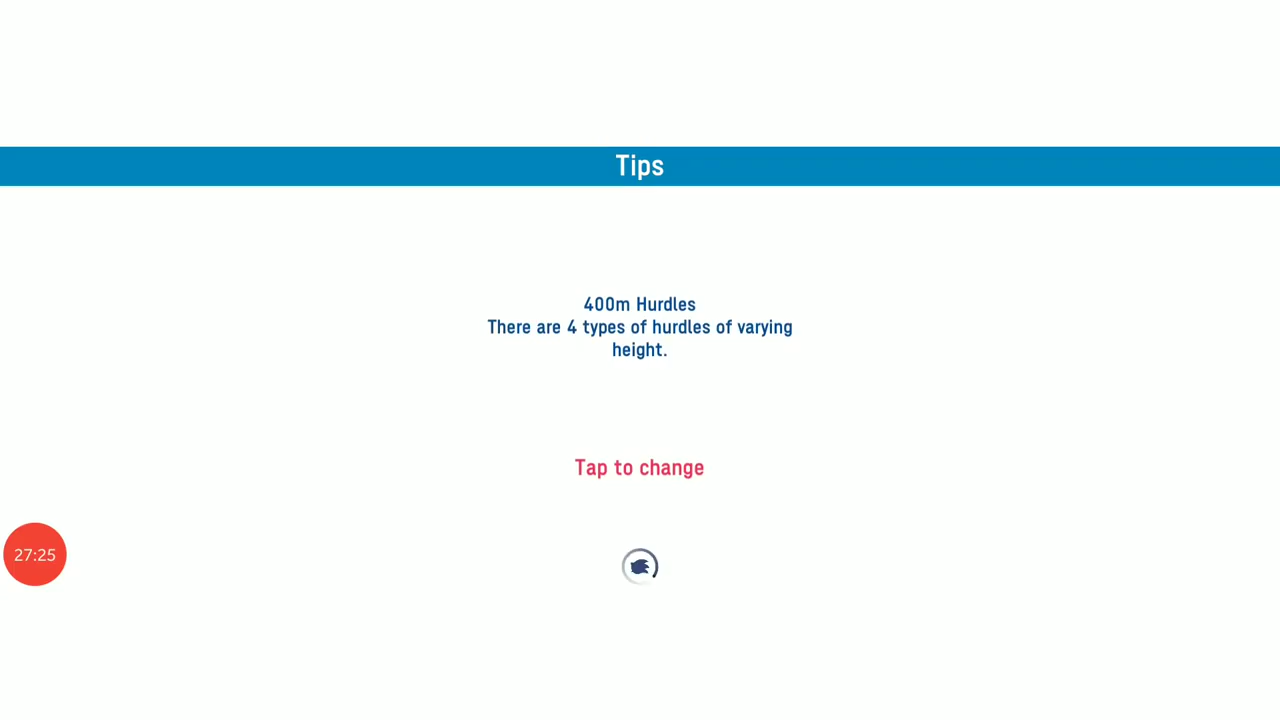 Tips
400m Hurdles
There are 4 types of hurdles of varying
height.
Tap to change
27:25